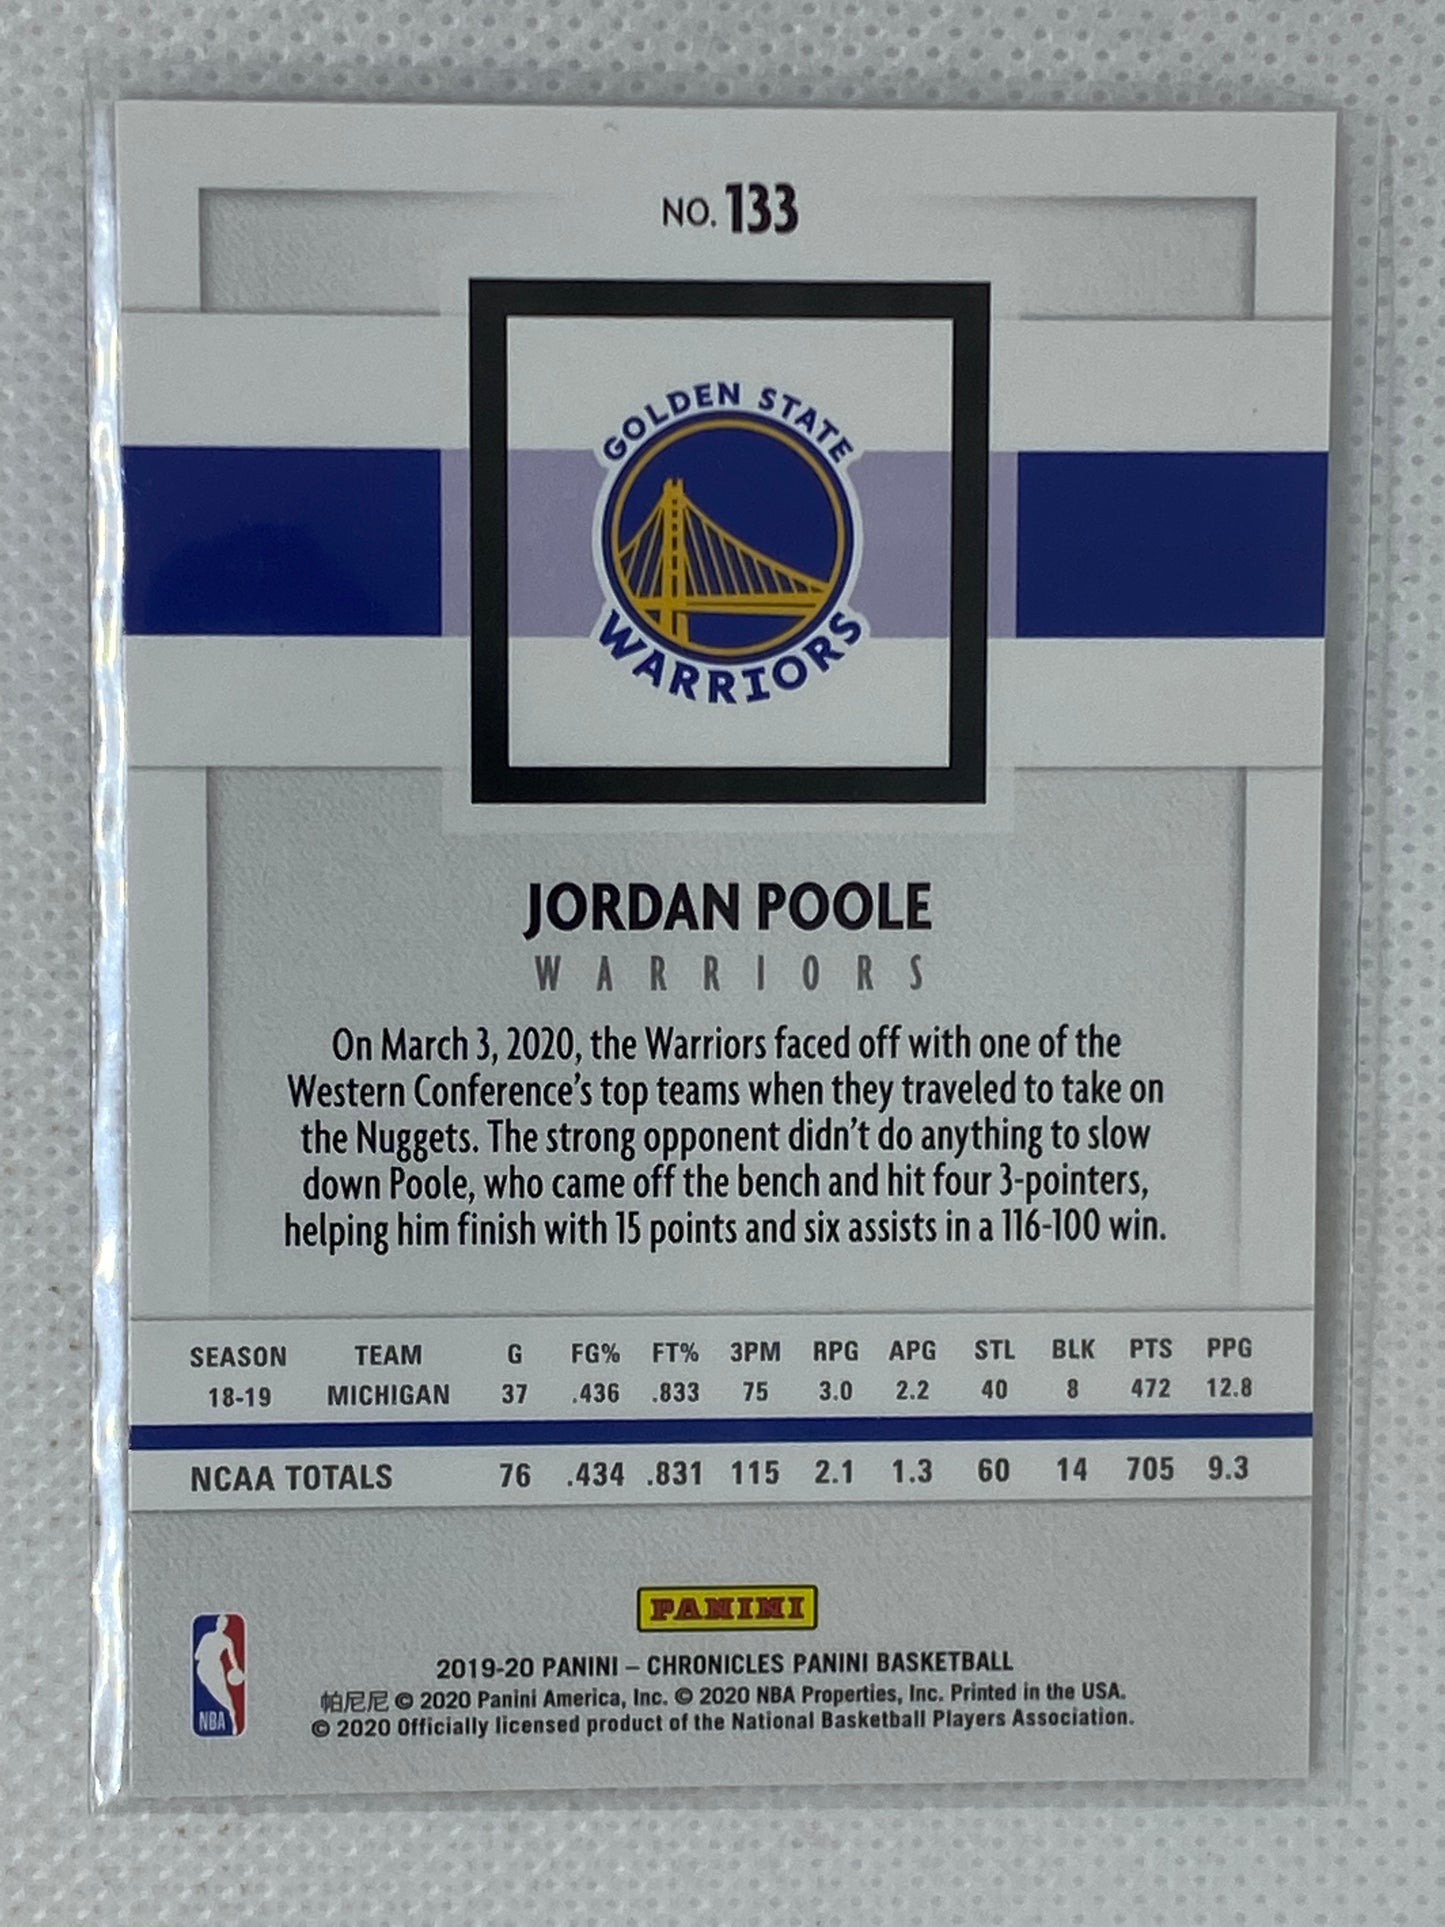 NO. 133
GOLDEN STATE
WARRIORS
JORDAN POOLE
WARRIORS
On March 3, 2020, the Warriors faced off with one of the
Western Conference's top teams when they traveled to take on
the Nuggets. The strong opponent didn't do anything to slow
down Poole, who came off the bench and hit four 3-pointers,
helping him finish with 15 points and six assists in a 116-100 win.
SEASON TEAM G FG% FT% 3PM RPG APG STL BLK PTS PPG
18-19 MICHIGAN 37 .436 .833 75 3.0 2.2 40 8 472 12.8
NCAA TOTALS 76 .434 .831 115 2.1 1.3 60 14 705 9.3
PANINI
NBA
2019-20 PANINI – CHRONICLES PANINI BASKETBALL
帕尼尼 © 2020 Panini America, Inc. © 2020 NBA Properties, Inc. Printed in the USA.
© 2020 Officially licensed product of the National Basketball Players Association.